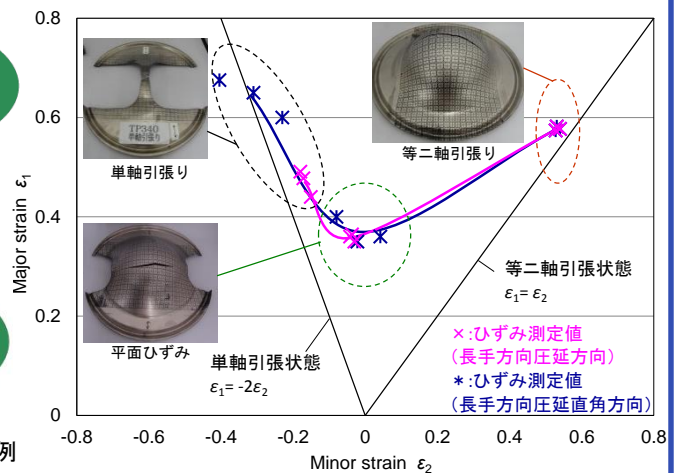 0.8
0.6
0.4
0.2
0
-0.8
-0.6
-0.4
-0.2
0
0.2
0.4
0.6
0.8
Major strain ε1
Minor strain ε2
TP340
単軸引張り
単軸引張り
等二軸引張り
平面ひずみ
単軸引張状態
ε1= -2ε2
等二軸引張状態
ε1= ε2
×:ひずみ測定値
(長手方向圧延方向)
*:ひずみ測定値
(長手方向圧延直角方向)
例